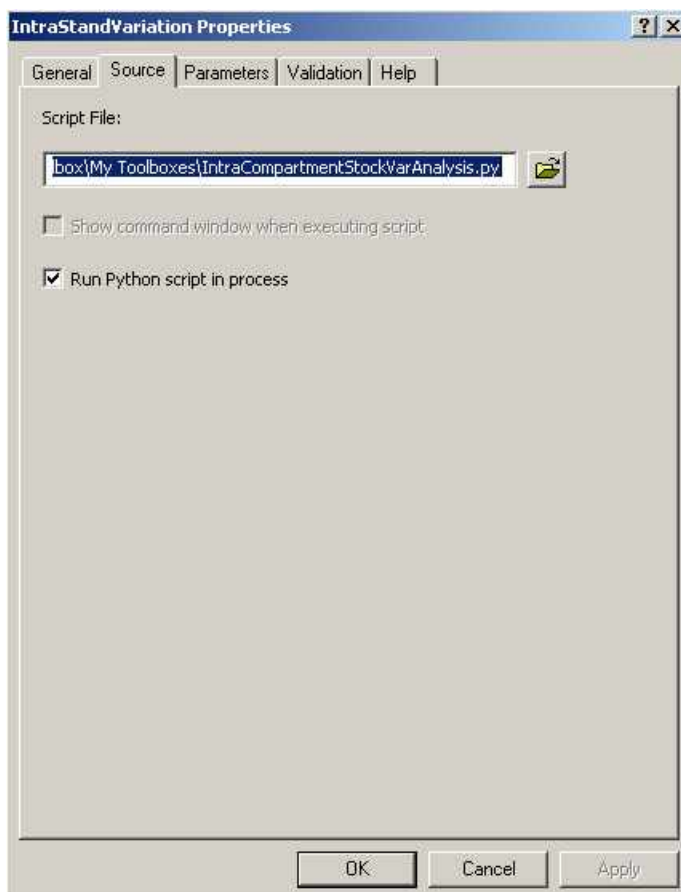 IntraStandVariation Properties
General Source Parameters Validation Help
Script File:
box\My Toolboxes\IntraCompartmentStockVarAnalysis.py
Show command window when executing script
Run Python script in process
OK Cancel Apply